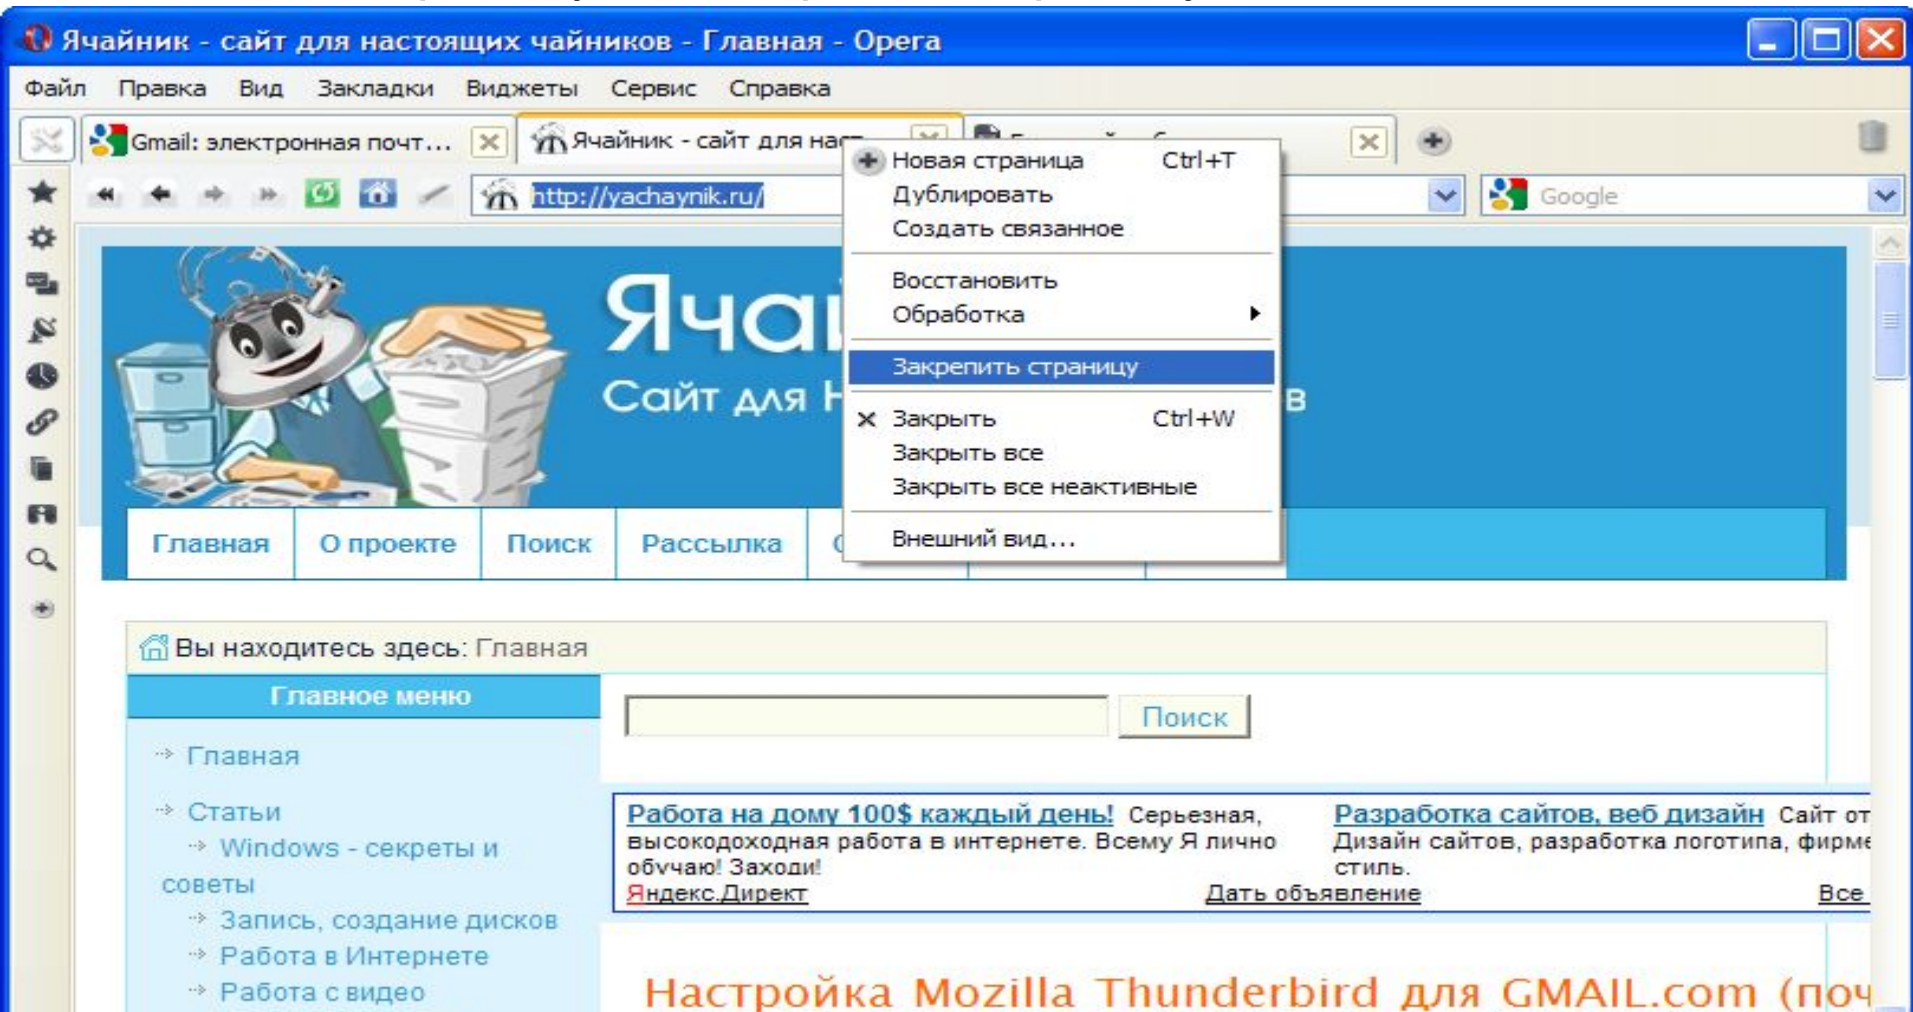 Ячайник - сайт для настоящих чайников - Главная - Opera
Файл Правка Вид Закладки Виджеты Сервис Справка
Gmail: электронная почт... Ячайник - сайт для наст...
http://yachaynik.ru/ Google
Новая страница Ctrl+T
Дублировать
Создать связанное
Восстановить
Обработка
Закрепить страницу
Закрыть Ctrl+W
Закрыть все
Закрыть все неактивные
Внешний вид...
Яча
Сайт для
в
Главная О проекте Поиск Рассылка
Вы находитесь здесь: Главная
Главное меню
Главная
Статьи
Windows - секреты и
советы
Запись, создание дисков
Работа в Интернете
Работа с видео
Поиск
Работа на дому 100$ каждый день! Серьезная,
высокодоходная работа в интернете. Всему Я лично
обучаю! Заходи!
Разработка сайтов, веб дизайн Сайт от
Дизайн сайтов, разработка логотипа, фирме
стиль.
Яндекс.Директ Дать объявление Все
Настройка Mozilla Thunderbird для GMAIL.com (поч